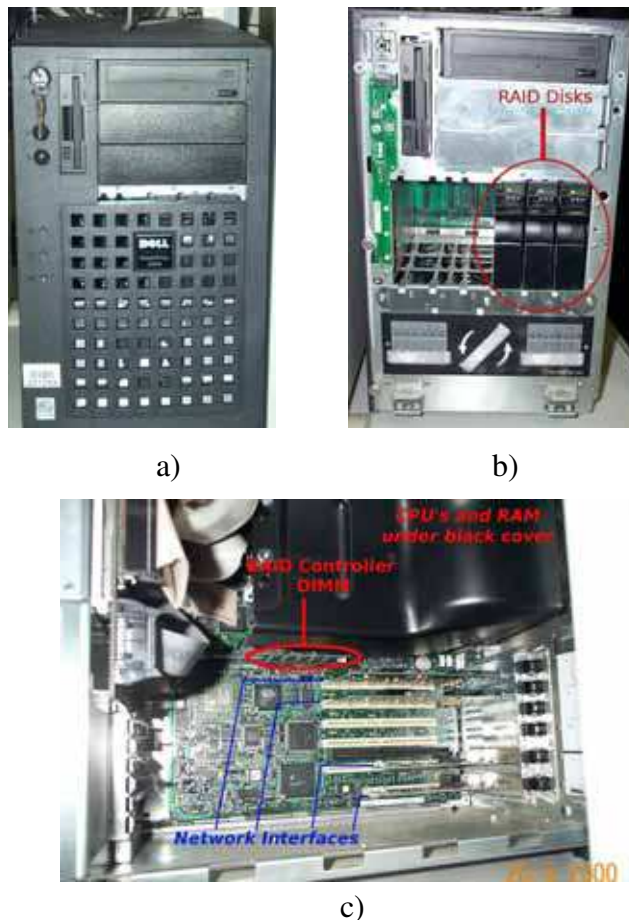 DELL
RAID Disks
a)
b)
CPU's and RAM
under black cover
RAID Controller
DIMM
Network Interfaces
c)